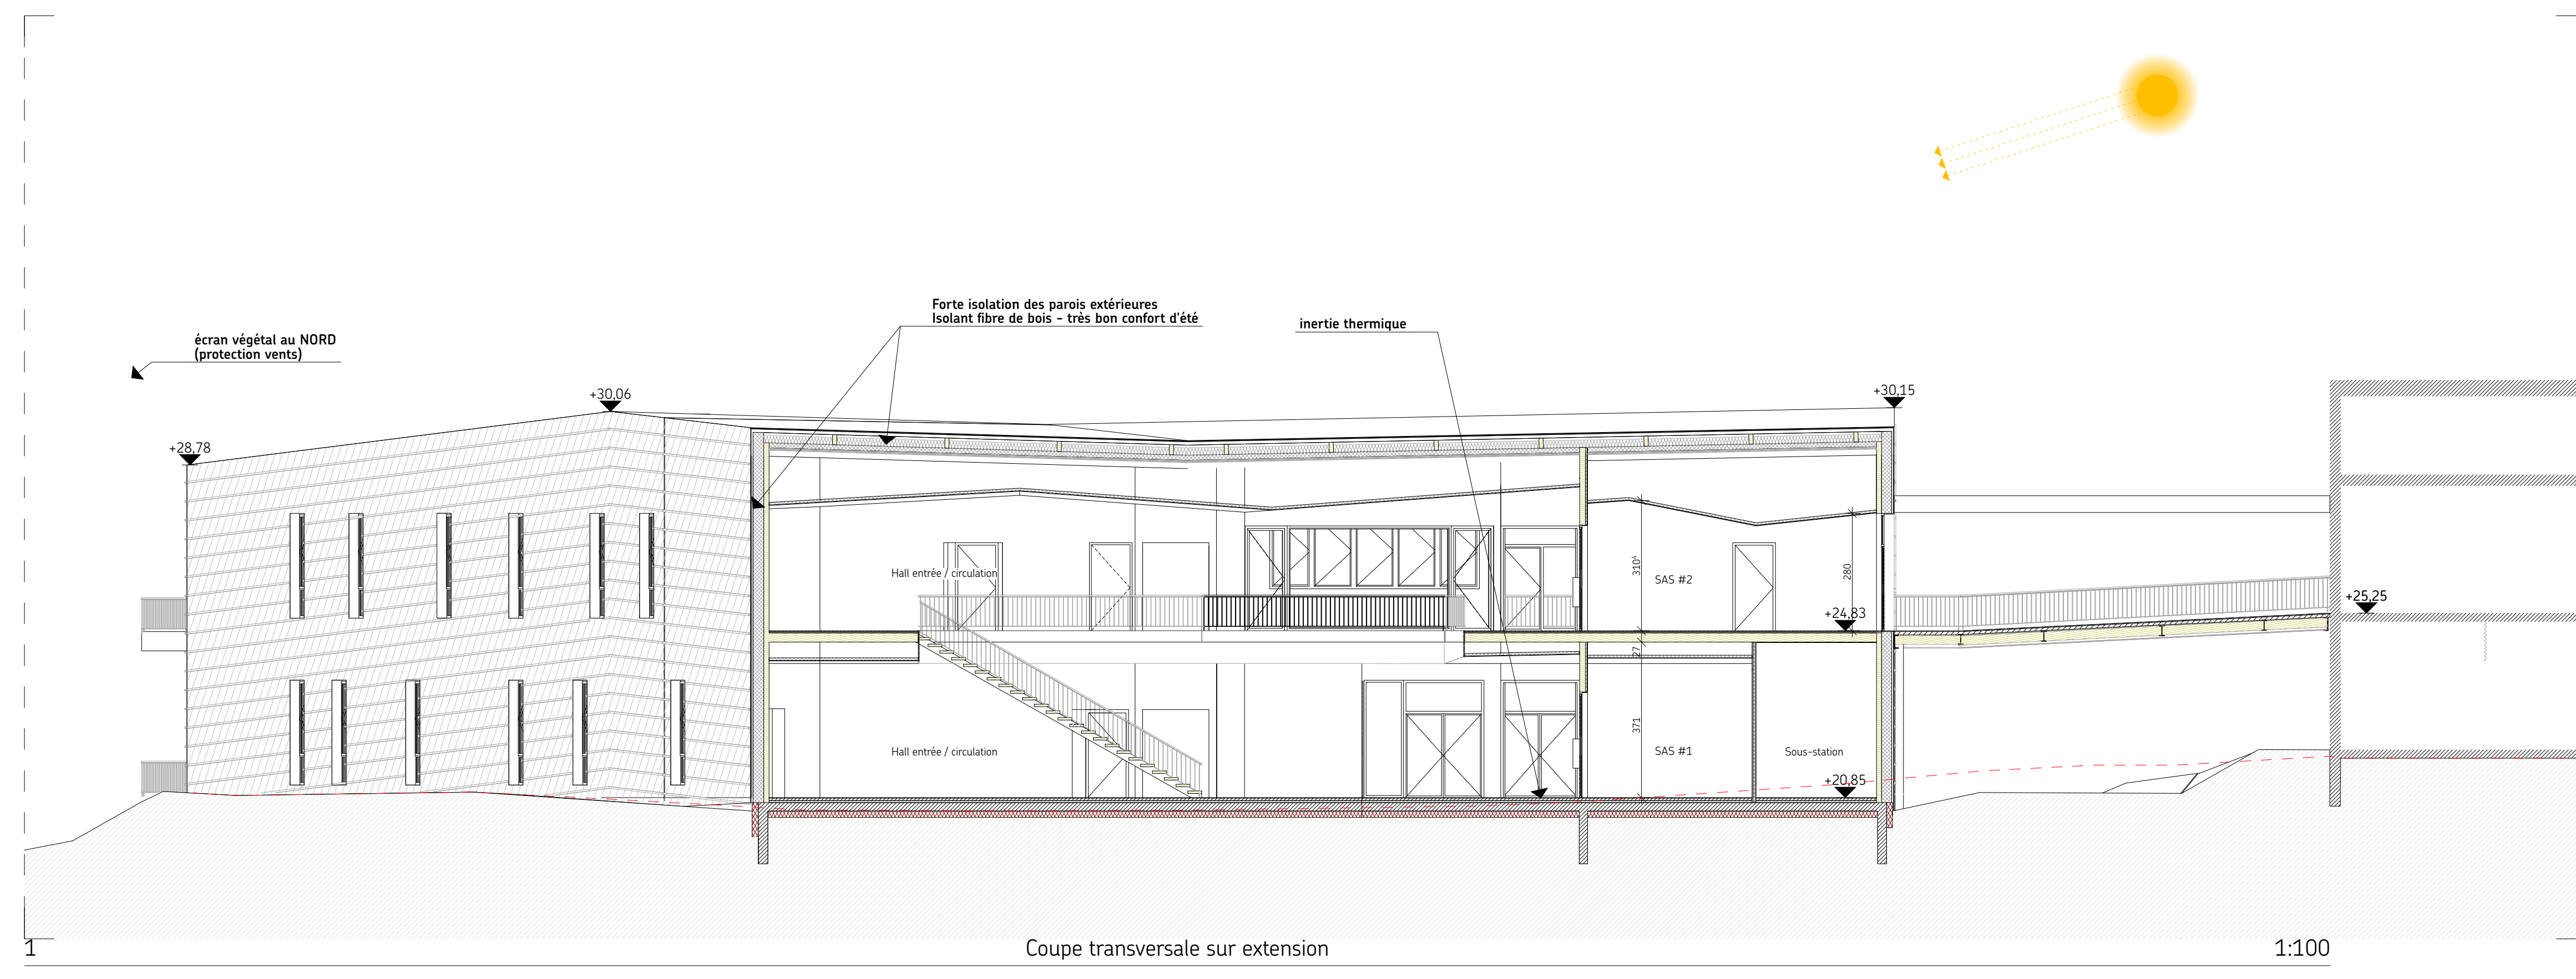 Forte isolation des parois extérieures
Isolant fibre de bois - très bon confort d'été
inertie thermique
écran végétal au NORD
(protection vents)
+30,06
+30,15
+28,78
Hall entrée / circulation
310⁴
SAS #2
280
+24,83
+25,25
27
Hall entrée / circulation
371
SAS #1
Sous-station
+20,85
1
Coupe transversale sur extension
1:100